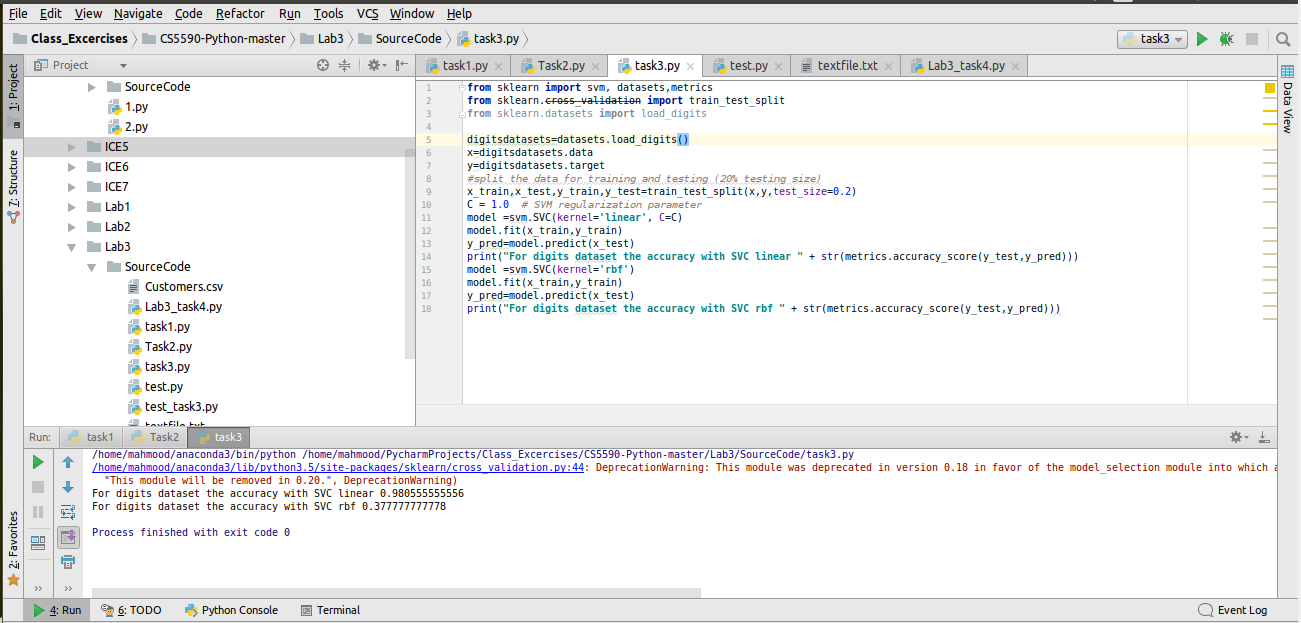 File Edit View Navigate Code Refactor Run Tools VCS Window Help
Class_Excercises CS5590-Python-master Lab3 SourceCode task3.py task3
1: Project
Z: Structure
2: Favorites
Project
task1.py Task2.py task3.py test.py textfile.txt Lab3_task4.py
Data View
SourceCode
1.py
2.py
ICE5
ICE6
ICE7
Lab1
Lab2
Lab3
SourceCode
Customers.csv
Lab3_task4.py
task1.py
Task2.py
task3.py
test.py
test_task3.py
textfile.txt
1 from sklearn import svm, datasets,metrics
2 from sklearn.cross_validation import train_test_split
3 from sklearn.datasets import load_digits
4
5 digitsdatasets=datasets.load_digits()
6 x=digitsdatasets.data
7 y=digitsdatasets.target
8 #split the data for training and testing (20% testing size)
9 x_train,x_test,y_train,y_test=train_test_split(x,y,test_size=0.2)
10 C = 1.0 # SVM regularization parameter
11 model =svm.SVC(kernel='linear', C=C)
12 model.fit(x_train,y_train)
13 y_pred=model.predict(x_test)
14 print("For digits dataset the accuracy with SVC linear " + str(metrics.accuracy_score(y_test,y_pred)))
15 model =svm.SVC(kernel='rbf')
16 model.fit(x_train,y_train)
17 y_pred=model.predict(x_test)
18 print("For digits dataset the accuracy with SVC rbf " + str(metrics.accuracy_score(y_test,y_pred)))
Run: task1 Task2 task3
/home/mahmood/anaconda3/bin/python /home/mahmood/PycharmProjects/Class_Excercises/CS5590-Python-master/Lab3/SourceCode/task3.py
/home/mahmood/anaconda3/lib/python3.5/site-packages/sklearn/cross_validation.py:44: DeprecationWarning: This module was deprecated in version 0.18 in favor of the model_selection module into which a
"This module will be removed in 0.20.", DeprecationWarning)
For digits dataset the accuracy with SVC linear 0.980555555556
For digits dataset the accuracy with SVC rbf 0.377777777778
Process finished with exit code 0
4: Run 6: TODO Python Console Terminal Event Log